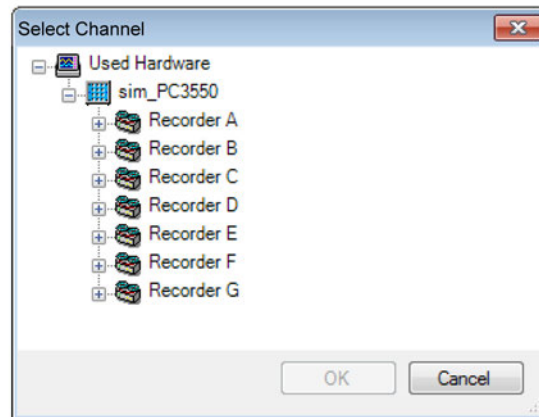 Select Channel
Used Hardware
sim_PC3550
Recorder A
Recorder B
Recorder C
Recorder D
Recorder E
Recorder F
Recorder G
OK
Cancel